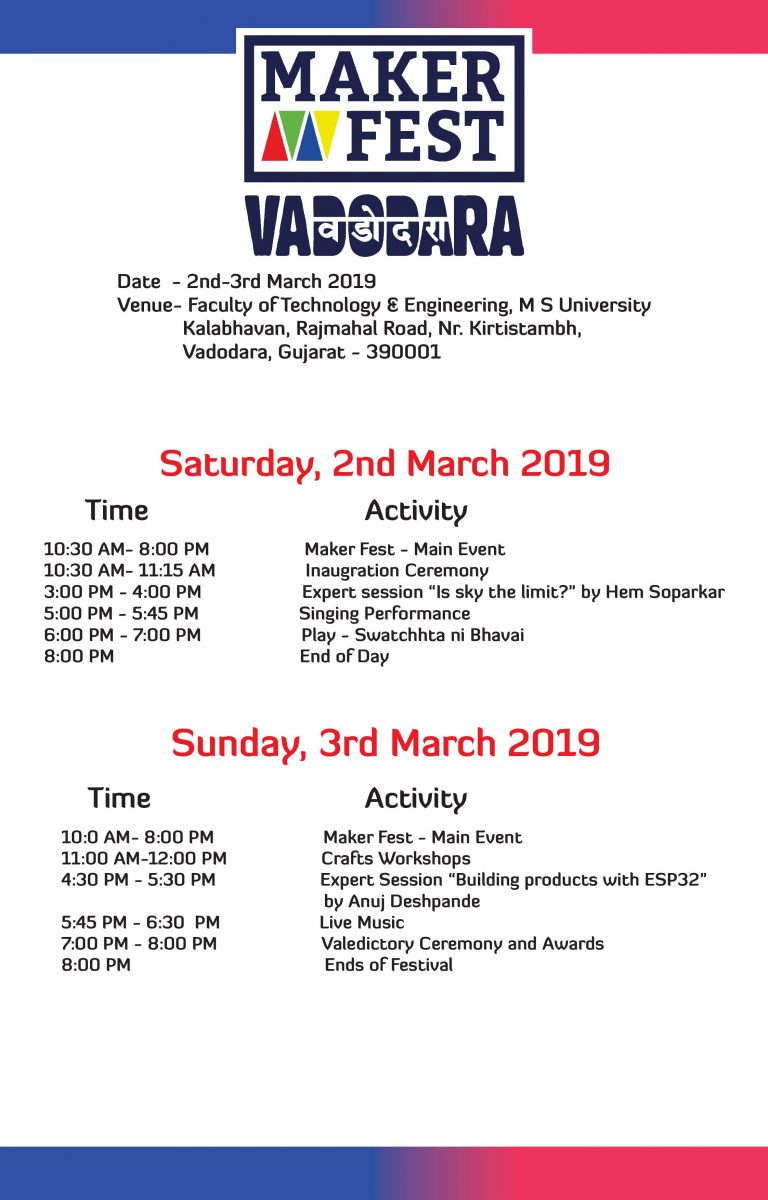 MAKER
FEST
VADODARA
वडोदरा
Date - 2nd-3rd March 2019
Venue- Faculty of Technology & Engineering, M S University
Kalabhavan, Rajmahal Road, Nr. Kirtistambh,
Vadodara, Gujarat - 390001
Saturday, 2nd March 2019
Time Activity
10:30 AM- 8:00 PM Maker Fest - Main Event
10:30 AM- 11:15 AM Inaugration Ceremony
3:00 PM - 4:00 PM Expert session “Is sky the limit?” by Hem Soparkar
5:00 PM - 5:45 PM Singing Performance
6:00 PM - 7:00 PM Play - Swatchhta ni Bhavai
8:00 PM End of Day
Sunday, 3rd March 2019
Time Activity
10:0 AM- 8:00 PM Maker Fest - Main Event
11:00 AM-12:00 PM Crafts Workshops
4:30 PM - 5:30 PM Expert Session “Building products with ESP32”
by Anuj Deshpande
5:45 PM - 6:30 PM Live Music
7:00 PM - 8:00 PM Valedictory Ceremony and Awards
8:00 PM Ends of Festival